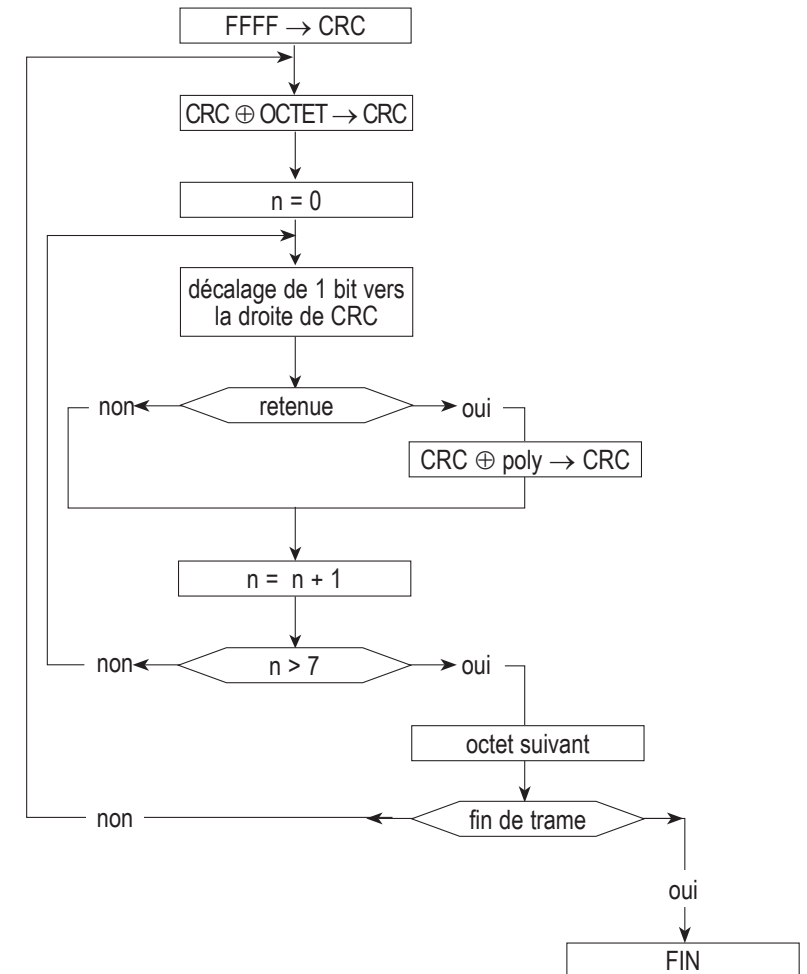 FFFF → CRC
CRC ⊕ OCTET → CRC
n = 0
décalage de 1 bit vers
la droite de CRC
non
retenue
oui
CRC ⊕ poly → CRC
n = n + 1
non
n > 7
oui
octet suivant
non
fin de trame
oui
FIN